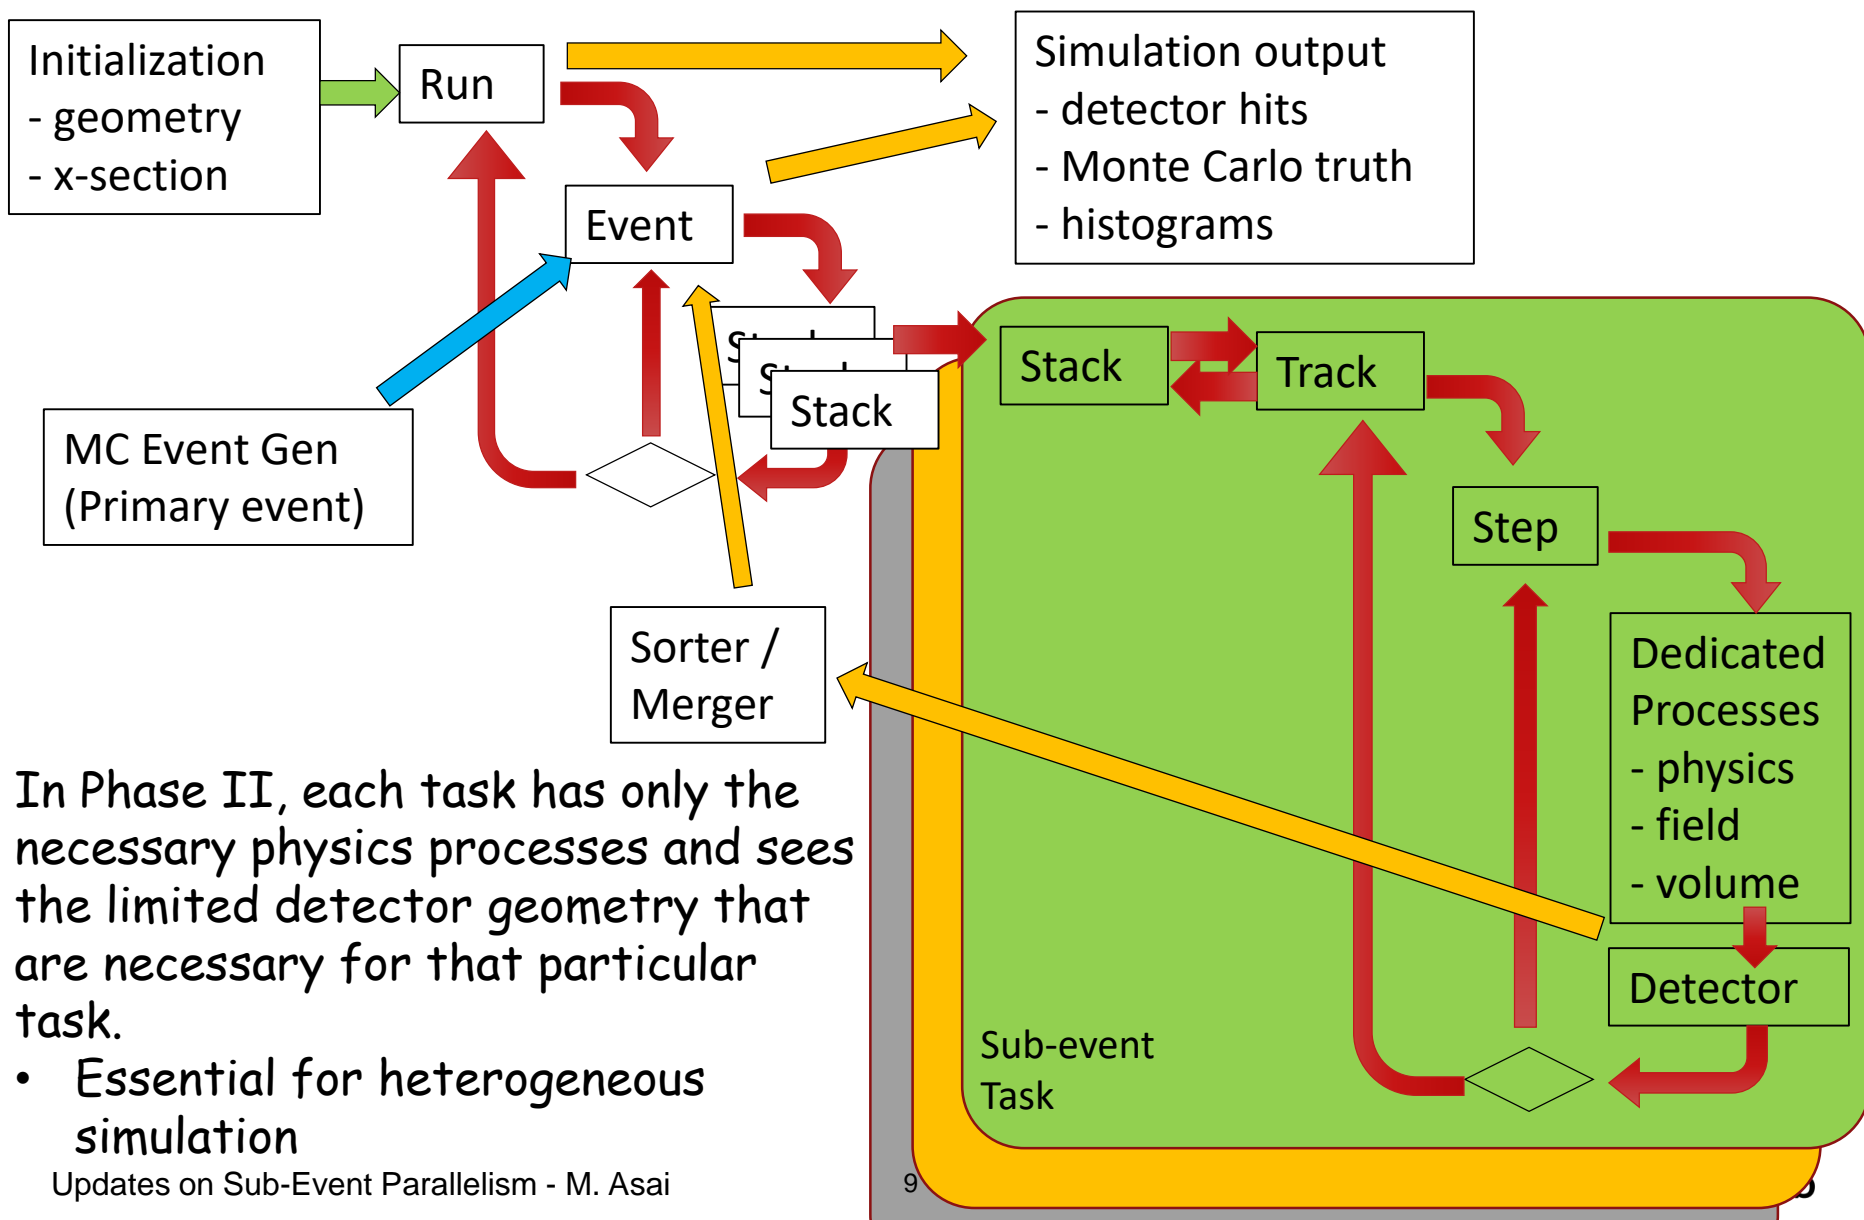 Initialization
- geometry
- x-section
Run
Simulation output
- detector hits
- Monte Carlo truth
- histograms
Event
Stack
Stack
Track
MC Event Gen
(Primary event)
Step
Sorter /
Merger
Dedicated
Processes
- physics
- field
- volume
Detector
Sub-event
Task
In Phase II, each task has only the
necessary physics processes and sees
the limited detector geometry that
are necessary for that particular
task.
• Essential for heterogeneous
simulation
Updates on Sub-Event Parallelism - M. Asai
9